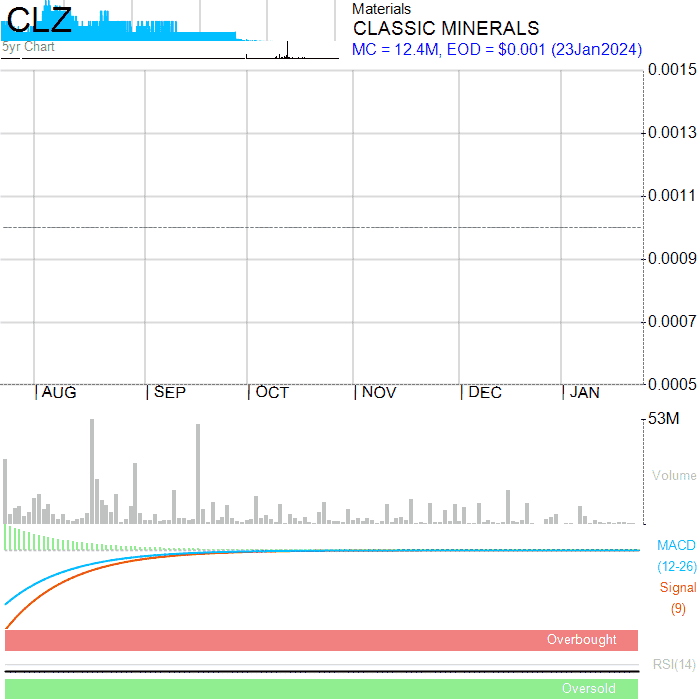 CLZ
Materials
CLASSIC MINERALS
5yr Chart
MC = 12.4M, EOD = $0.001 (23Jan2024)
0.0015
0.0013
0.0011
0.0009
0.0007
0.0005
AUG SEP OCT NOV DEC JAN
53M
Volume
MACD
(12-26)
Signal
(9)
Overbought
RSI(14)
Oversold